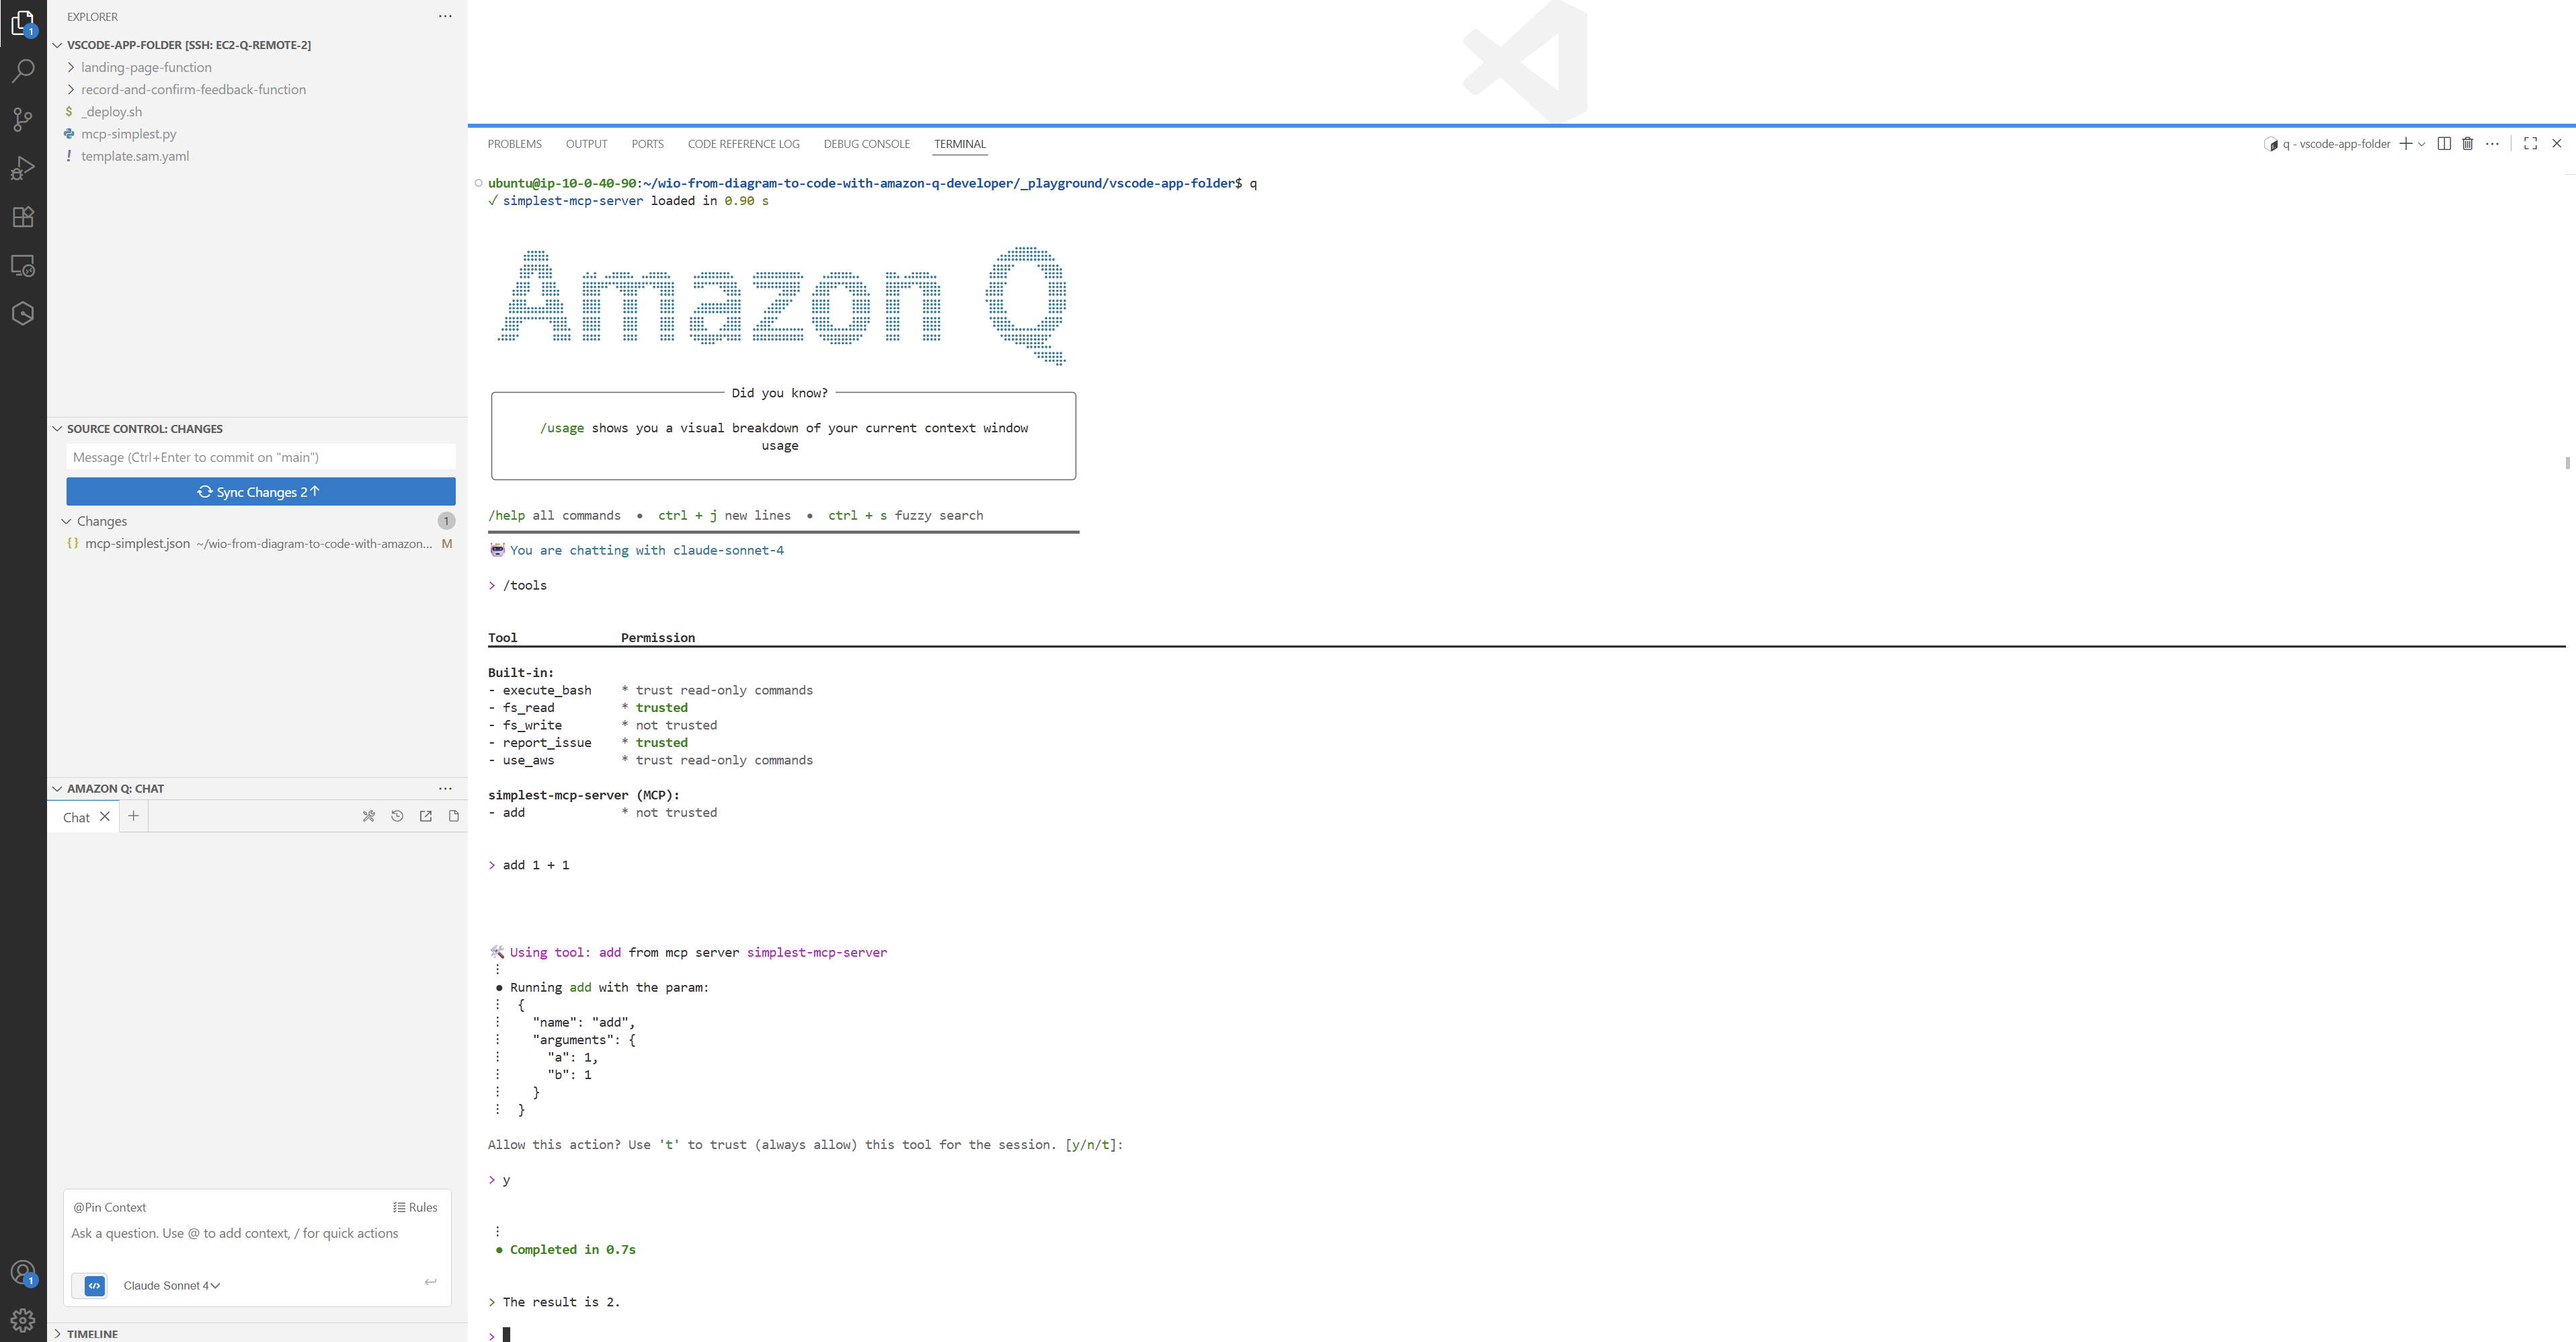 EXPLORER
VSCODE-APP-FOLDER [SSH: EC2-Q-REMOTE-2]
landing-page-function
record-and-confirm-feedback-function
$ _deploy.sh
mcp-simplest.py
! template.sam.yaml
SOURCE CONTROL: CHANGES
Message (Ctrl+Enter to commit on "main")
Sync Changes 2↑
Changes 1
{} mcp-simplest.json ~/wio-from-diagram-to-code-with-amazon... M
AMAZON Q: CHAT
Chat
@Pin Context Rules
Ask a question. Use @ to add context, / for quick actions
Claude Sonnet 4
TIMELINE
1
1
PROBLEMS OUTPUT PORTS CODE REFERENCE LOG DEBUG CONSOLE TERMINAL
q - vscode-app-folder
ubuntu@ip-10-0-40-90:~/wio-from-diagram-to-code-with-amazon-q-developer/_playground/vscode-app-folder$ q
✓ simplest-mcp-server loaded in 0.90 s
Amazon Q
Did you know?
/usage shows you a visual breakdown of your current context window
usage
/help all commands • ctrl + j new lines • ctrl + s fuzzy search
🤖 You are chatting with claude-sonnet-4
> /tools
Tool Permission
Built-in:
- execute_bash * trust read-only commands
- fs_read * trusted
- fs_write * not trusted
- report_issue * trusted
- use_aws * trust read-only commands
simplest-mcp-server (MCP):
- add * not trusted
> add 1 + 1
🛠️ Using tool: add from mcp server simplest-mcp-server
⋮
● Running add with the param:
⋮ {
⋮ "name": "add",
⋮ "arguments": {
⋮ "a": 1,
⋮ "b": 1
⋮ }
⋮ }
Allow this action? Use 't' to trust (always allow) this tool for the session. [y/n/t]:
> y
⋮
● Completed in 0.7s
> The result is 2.
>